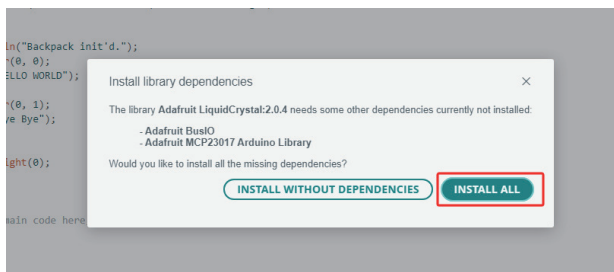 in("Backpack init'd.");
r(0, 0);
ELLO WORLD");
r(0, 1);
ye Bye");
ight(0);
main code here
Install library dependencies
The library Adafruit LiquidCrystal:2.0.4 needs some other dependencies currently not installed:
- Adafruit BusIO
- Adafruit MCP23017 Arduino Library
Would you like to install all the missing dependencies?
INSTALL WITHOUT DEPENDENCIES
INSTALL ALL